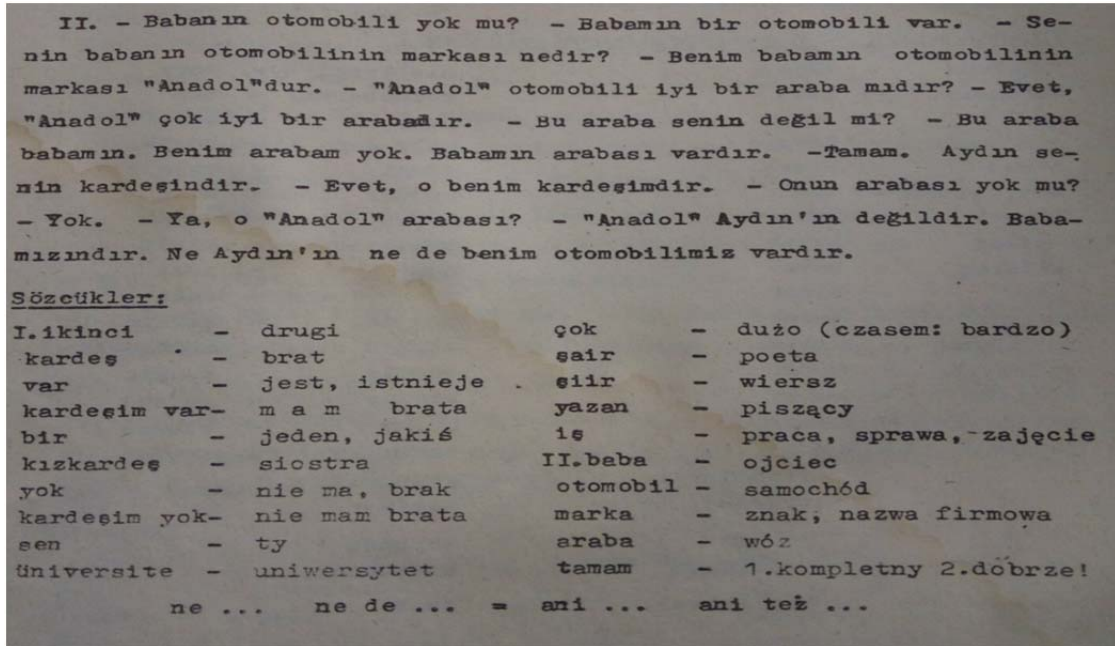 II. - Babanın otomobili yok mu? - Babamın bir otomobili var. - Se-
nin babanın otomobilinin markası nedir? - Benim babamın otomobilinin
markası "Anadol"dur. - "Anadol" otomobili iyi bir araba mıdır? - Evet,
"Anadol" çok iyi bir arabadır. - Bu araba senin değil mi? - Bu araba
babamın. Benim arabam yok. Babamın arabası vardır. -Tamam. Aydın se-
nin kardeşindir. - Evet, o benim kardeşimdir. - Onun arabası yok mu?
- Yok. - Ya, o "Anadol" arabası? - "Anadol" Aydın'ın değildir. Baba-
mızındır. Ne Aydın'ın ne de benim otomobilimiz vardır.
Sözcükler:
I.ikinci - drugi çok - dużo (czasem: bardzo)
kardeş - brat şair - poeta
var - jest, istnieje şiir - wiersz
kardeşim var- m a m brata yazan - piszący
bir - jeden, jakiś iş - praca, sprawa, zajęcie
kızkardeş - siostra II.baba - ojciec
yok - nie ma, brak otomobil - samochód
kardeşim yok- nie mam brata marka - znak, nazwa firmowa
sen - ty araba - wóz
üniversite - uniwersytet tamam - 1.kompletny 2.dobrze!
ne ... ne de ... = ani ... ani też ...